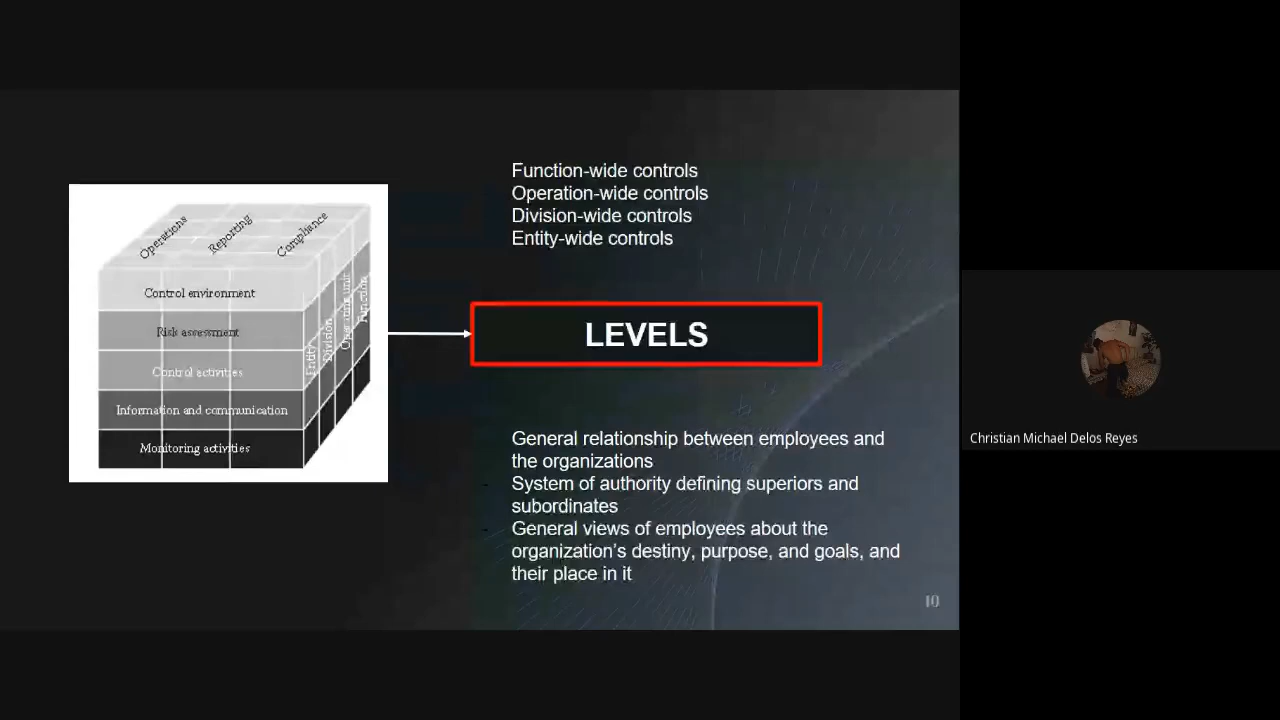 Function-wide controls
Operation-wide controls
Division-wide controls
Entity-wide controls
Operations
Reporting
Compliance
Control environment
Risk assessment
Control activities
Information and communication
Monitoring activities
Entity
Division
Operating unit
Function
LEVELS
General relationship between employees and
the organizations
- System of authority defining superiors and
subordinates
- General views of employees about the
organization's destiny, purpose, and goals, and
their place in it
10
Christian Michael Delos Reyes